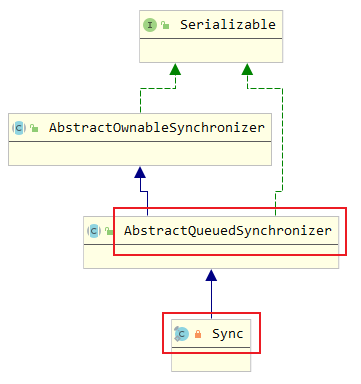 I Serializable
C AbstractOwnableSynchronizer
C AbstractQueuedSynchronizer
C Sync